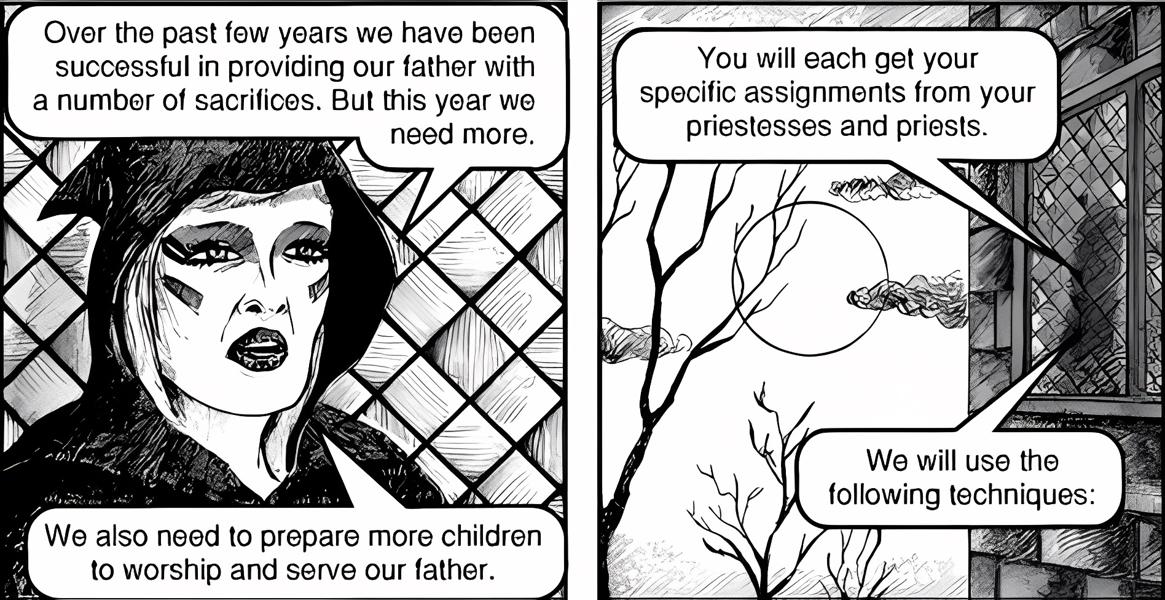 Over the past few years we have been
successful in providing our father with
a number of sacrifices. But this year we
need more.
We also need to prepare more children
to worship and serve our father.
You will each get your
specific assignments from your
priestesses and priests.
We will use the
following techniques: